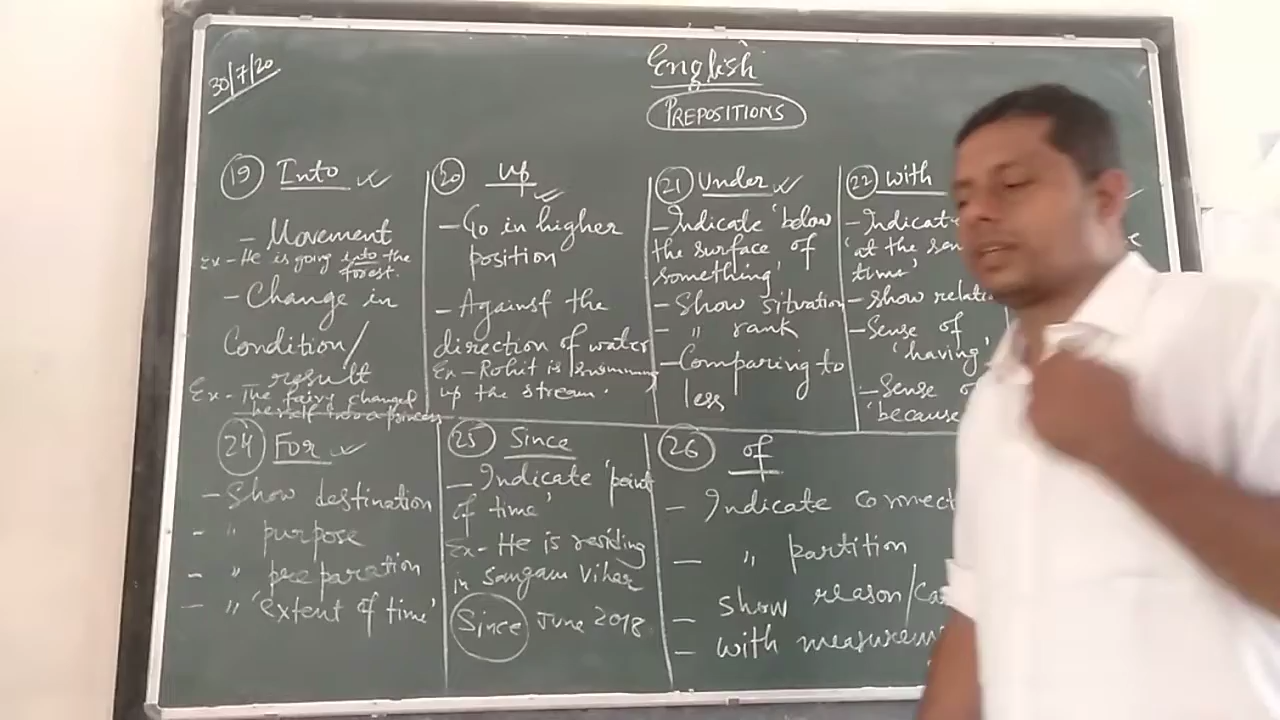 30/7/20
English
PREPOSITIONS
19 Into
- Movement
Ex- He is going into the
forest.
- Change in
Condition/
result
Ex - The fairy changed
herself into a princess
20 Up
- Go in higher
position
- Against the
direction of water
Ex - Rohit is
up the stream.
21 Under
- Indicate 'below
the surface of
something'
- Show situation
- " rank
- Comparing to
less
22 With
- Indicat
'at the
time'
- Show relati
- Sense of
'having'
- Sense o
'because
24 For
- Show destination
- " purpose
- " preparation
- " 'extent of time'
25 Since
- Indicate 'point
of time'
Ex- He is residing
in Sangam Vihar
Since June 2018
26 of
- Indicate connect
- " partition
- show reason/ca
- with measurem